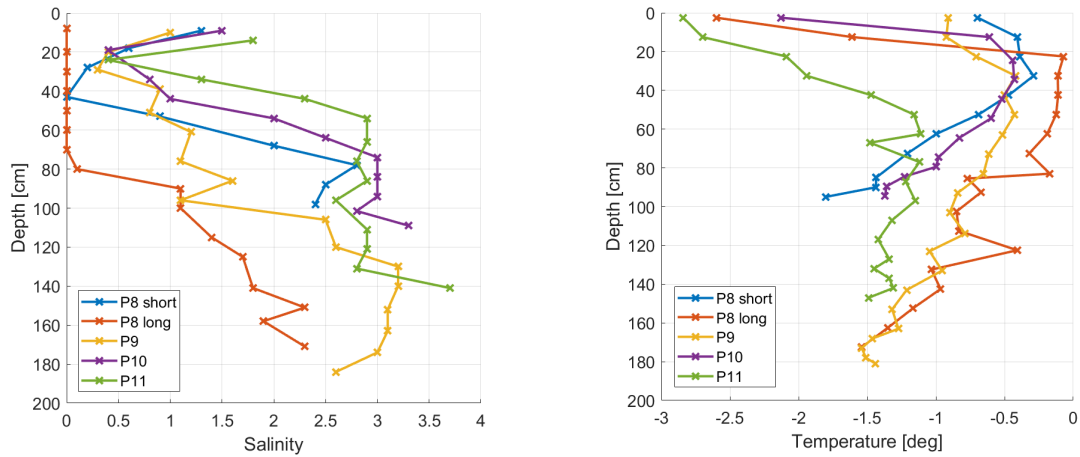 0
20
40
60
80
100
120
140
160
180
200
Depth [cm]
P8 short
P8 long
P9
P10
P11
0 0.5 1 1.5 2 2.5 3 3.5 4
Salinity
0
20
40
60
80
100
120
140
160
180
200
Depth [cm]
P8 short
P8 long
P9
P10
P11
-3 -2.5 -2 -1.5 -1 -0.5 0
Temperature [deg]